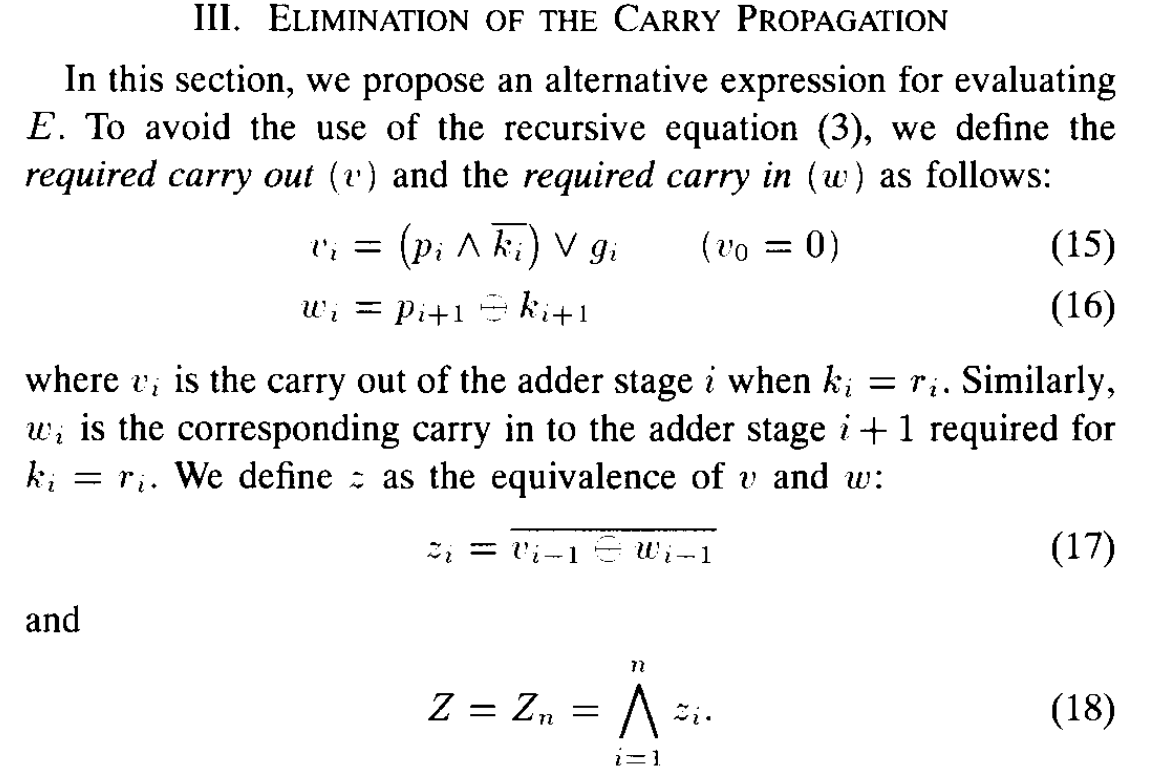 III. ELIMINATION OF THE CARRY PROPAGATION
In this section, we propose an alternative expression for evaluating
E. To avoid the use of the recursive equation (3), we define the
required carry out (v) and the required carry in (w) as follows:
v_i = (p_i ∧ \overline{k_i}) ∨ g_i (v_0 = 0) (15)
w_i = p_{i+1} ⊕ k_{i+1} (16)
where v_i is the carry out of the adder stage i when k_i = r_i. Similarly,
w_i is the corresponding carry in to the adder stage i + 1 required for
k_i = r_i. We define z as the equivalence of v and w:
z_i = \overline{v_{i-1} ⊕ w_{i-1}} (17)
and
Z = Z_n = \bigwedge_{i=1}^{n} z_i. (18)